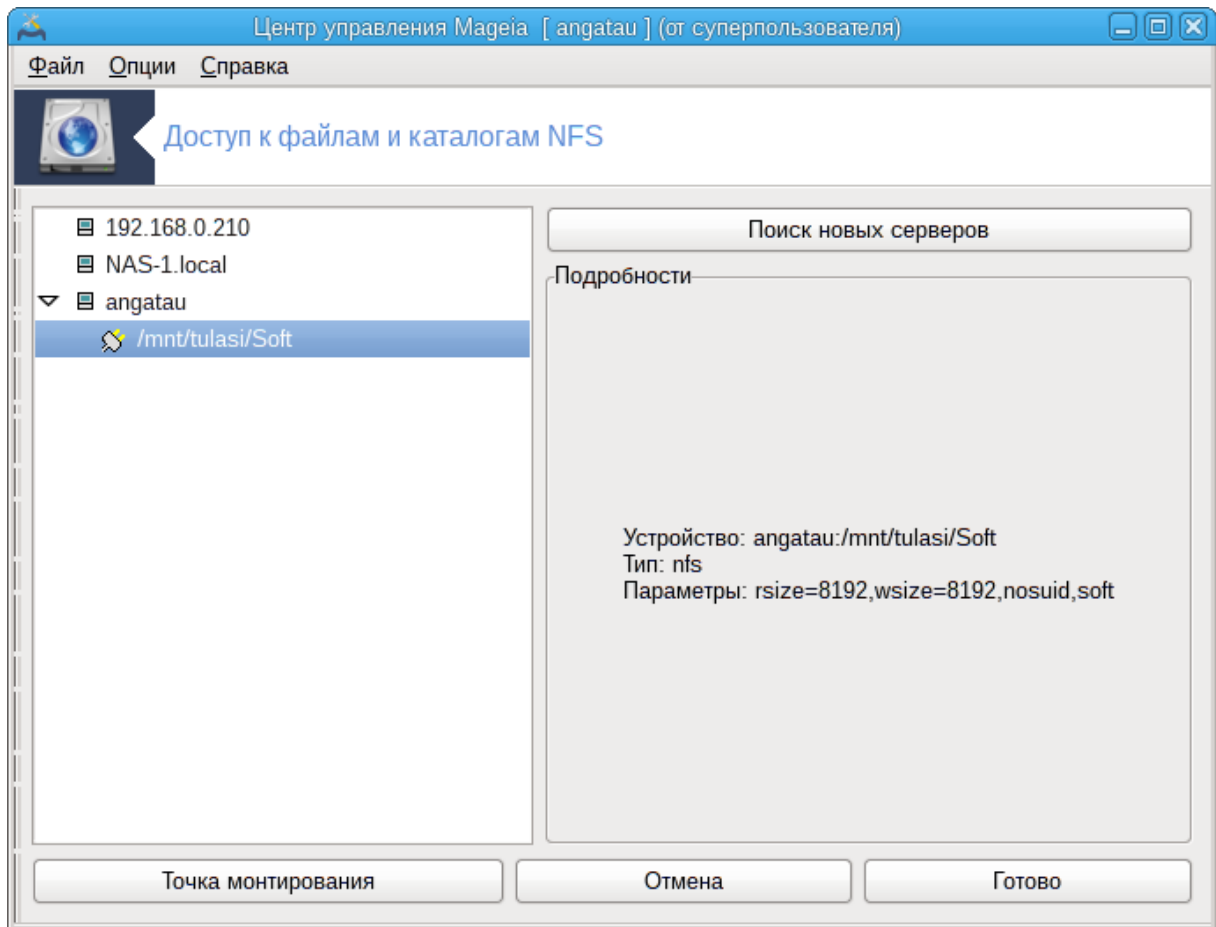 Центр управления Mageia [ angatau ] (от суперпользователя)
Файл Опции Справка
Доступ к файлам и каталогам NFS
192.168.0.210
NAS-1.local
angatau
/mnt/tulasi/Soft
Поиск новых серверов
Подробности
Устройство: angatau:/mnt/tulasi/Soft
Тип: nfs
Параметры: rsize=8192,wsize=8192,nosuid,soft
Точка монтирования
Отмена
Готово